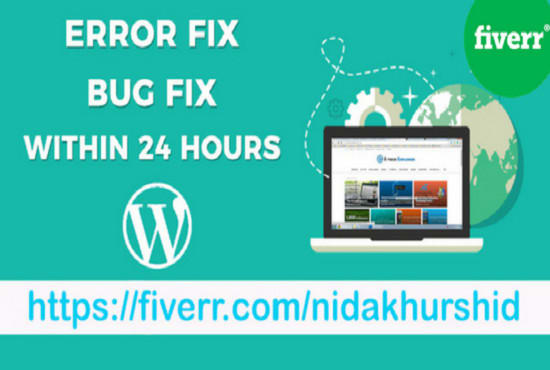 ERROR FIX
fiverr®
BUG FIX
WITHIN 24 HOURS
W
https://fiverr.com/nidakhurshid